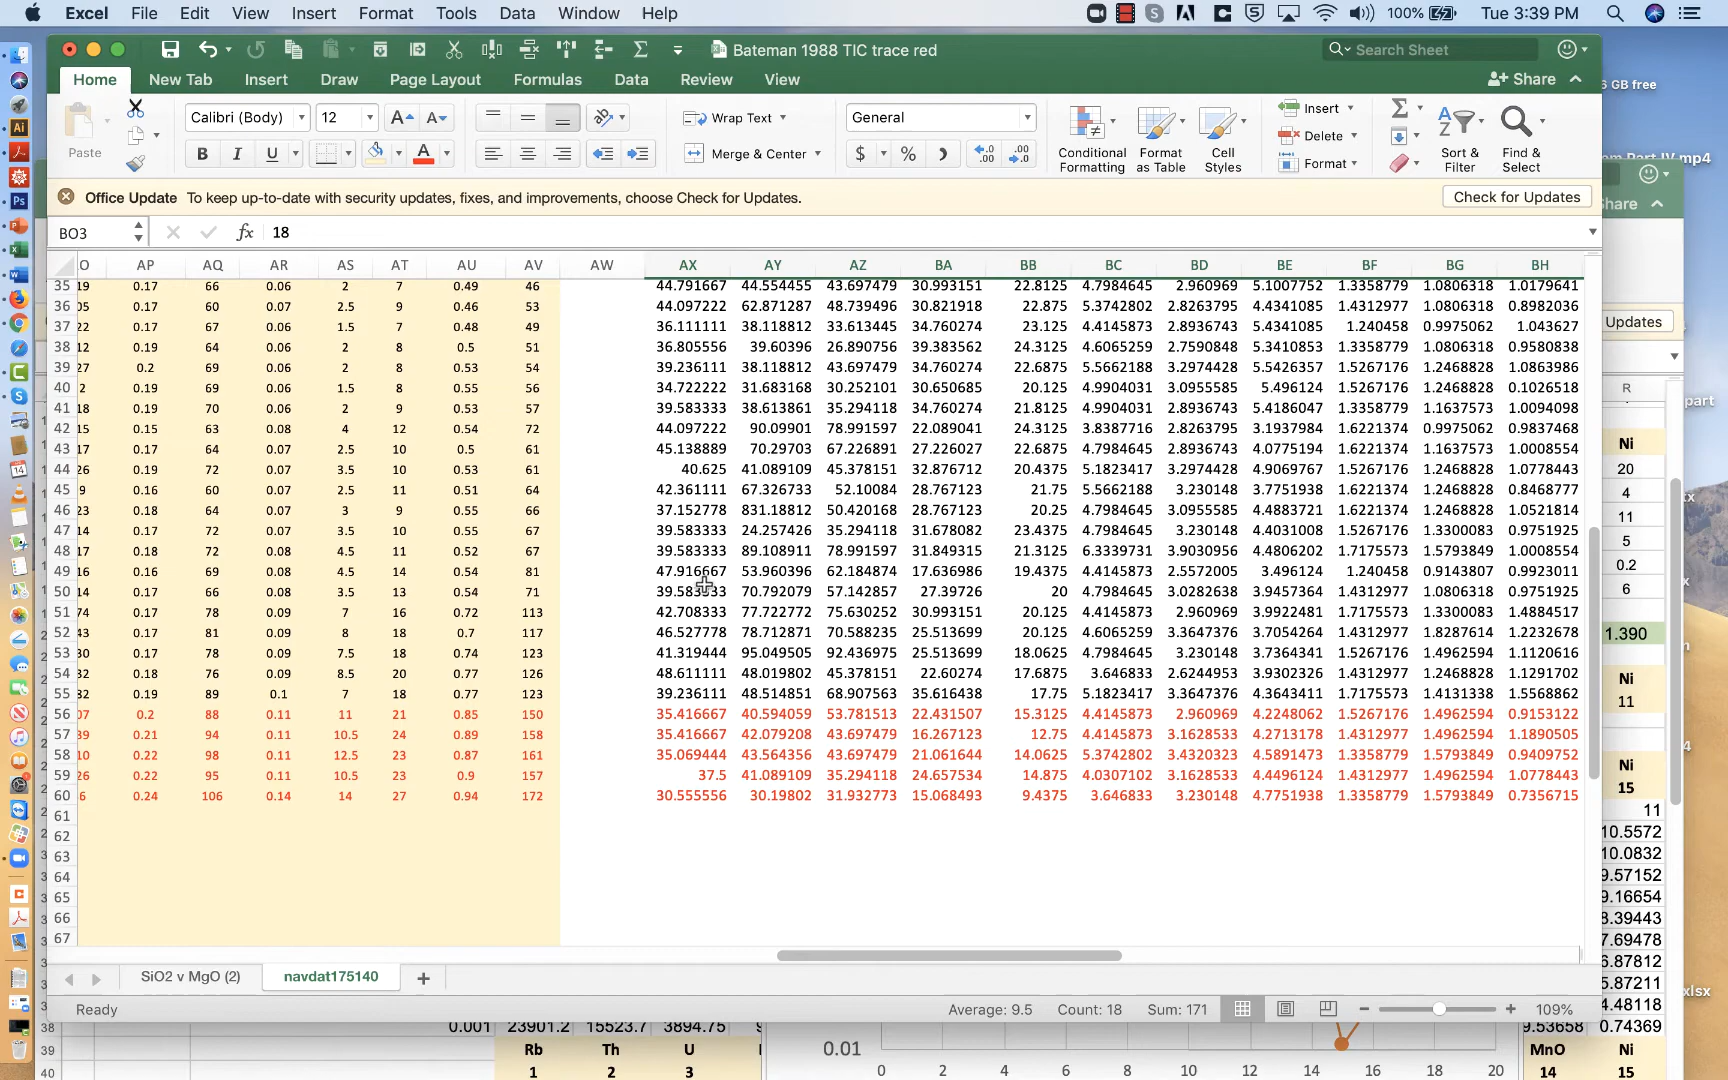 Excel File Edit View Insert Format Tools Data Window Help 100% Tue 3:39 PM
Bateman 1988 TIC trace red Search Sheet
Home New Tab Insert Draw Page Layout Formulas Data Review View Share
Calibri (Body) 12 Wrap Text General Insert
Paste Merge & Center Conditional Formatting Format as Table Cell Styles Delete Format Sort & Filter Find & Select
Office Update To keep up-to-date with security updates, fixes, and improvements, choose Check for Updates. Check for Updates
BO3 fx 18
O AP AQ AR AS AT AU AV AW AX AY AZ BA BB BC BD BE BF BG BH
35 19 0.17 66 0.06 2 7 0.49 46 44.791667 44.554455 43.697479 30.993151 22.8125 4.7984645 2.960969 5.1007752 1.3358779 1.0806318 1.0179641
36 05 0.17 60 0.07 2.5 9 0.46 53 44.097222 62.871287 48.739496 30.821918 22.875 5.3742802 2.8263795 4.4341085 1.4312977 1.0806318 0.8982036
37 22 0.17 67 0.06 1.5 7 0.48 49 36.111111 38.118812 33.613445 34.760274 23.125 4.4145873 2.8936743 5.4341085 1.240458 0.9975062 1.043627
38 12 0.19 64 0.06 2 8 0.5 51 36.805556 39.60396 26.890756 39.383562 24.3125 4.6065259 2.7590848 5.3410853 1.3358779 1.0806318 0.9580838
39 27 0.2 69 0.06 2 8 0.53 54 39.236111 38.118812 43.697479 34.760274 22.6875 5.5662188 3.2974428 5.5426357 1.5267176 1.2468828 1.0863986
40 2 0.19 69 0.06 1.5 8 0.55 56 34.722222 31.683168 30.252101 30.650685 20.125 4.9904031 3.0955585 5.496124 1.5267176 1.2468828 0.1026518
41 18 0.19 70 0.06 2 9 0.53 57 39.583333 38.613861 35.294118 34.760274 21.8125 4.9904031 2.8936743 5.4186047 1.3358779 1.1637573 1.0094098
42 15 0.15 63 0.08 4 12 0.54 72 44.097222 90.09901 78.991597 22.089041 24.3125 3.8387716 2.8263795 3.1937984 1.6221374 0.9975062 0.9837468
43 17 0.17 64 0.07 2.5 10 0.5 61 45.138889 70.29703 67.226891 27.226027 22.6875 4.7984645 2.8936743 4.0775194 1.6221374 1.1637573 1.0008554
44 26 0.19 72 0.07 3.5 10 0.53 61 40.625 41.089109 45.378151 32.876712 20.4375 5.1823417 3.2974428 4.9069767 1.5267176 1.2468828 1.0778443
45 9 0.16 60 0.07 2.5 11 0.51 64 42.361111 67.326733 52.10084 28.767123 21.75 5.5662188 3.230148 3.7751938 1.6221374 1.2468828 0.8468777
46 23 0.18 64 0.07 3 9 0.55 66 37.152778 831.18812 50.420168 28.767123 20.25 4.7984645 3.0955585 4.4883721 1.6221374 1.2468828 1.0521814
47 14 0.17 72 0.07 3.5 10 0.55 67 39.583333 24.257426 35.294118 31.678082 23.4375 4.7984645 3.230148 4.4031008 1.5267176 1.3300083 0.9751925
48 17 0.18 72 0.08 4.5 11 0.52 67 39.583333 89.108911 78.991597 31.849315 21.3125 6.3339731 3.9030956 4.4806202 1.7175573 1.5793849 1.0008554
49 16 0.16 69 0.08 4.5 14 0.54 81 47.916667 53.960396 62.184874 17.636986 19.4375 4.4145873 2.5572005 3.496124 1.240458 0.9143807 0.9923011
50 14 0.17 66 0.08 3.5 13 0.54 71 39.583333 70.792079 57.142857 27.39726 20 4.7984645 3.0282638 3.9457364 1.4312977 1.0806318 0.9751925
51 74 0.17 78 0.09 7 16 0.72 113 42.708333 77.722772 75.630252 30.993151 20.125 4.4145873 2.960969 3.9922481 1.7175573 1.3300083 1.4884517
52 43 0.17 81 0.09 8 18 0.7 117 46.527778 78.712871 70.588235 25.513699 20.125 4.6065259 3.3647376 3.7054264 1.4312977 1.8287614 1.2232678
53 30 0.17 78 0.09 7.5 18 0.74 123 41.319444 95.049505 92.436975 25.513699 18.0625 4.7984645 3.230148 3.7364341 1.5267176 1.4962594 1.1120616
54 32 0.18 76 0.09 8.5 20 0.77 126 48.611111 48.019802 45.378151 22.60274 17.6875 3.646833 2.6244953 3.9302326 1.4312977 1.2468828 1.1291702
55 32 0.19 89 0.1 7 18 0.77 123 39.236111 48.514851 68.907563 35.616438 17.75 5.1823417 3.3647376 4.3643411 1.7175573 1.4131338 1.5568862
56 07 0.2 88 0.11 11 21 0.85 150 35.416667 40.594059 53.781513 22.431507 15.3125 4.4145873 2.960969 4.2248062 1.5267176 1.4962594 0.9153122
57 39 0.21 94 0.11 10.5 24 0.89 158 35.416667 42.079208 43.697479 16.267123 12.75 4.4145873 3.1628533 4.2713178 1.4312977 1.4962594 1.1890505
58 10 0.22 98 0.11 12.5 23 0.87 161 35.069444 43.564356 43.697479 21.061644 14.0625 5.3742802 3.4320323 4.5891473 1.3358779 1.5793849 0.9409752
59 26 0.22 95 0.11 10.5 23 0.9 157 37.5 41.089109 35.294118 24.657534 14.875 4.0307102 3.1628533 4.4496124 1.4312977 1.4962594 1.0778443
60 6 0.24 106 0.14 14 27 0.94 172 30.555556 30.19802 31.932773 15.068493 9.4375 3.646833 3.230148 4.7751938 1.3358779 1.5793849 0.7356715
61
62
63
64
65
66
67
SiO2 v MgO (2) navdat175140 +
Ready Average: 9.5 Count: 18 Sum: 171 109%
6 GB free
om Part IV.mp4
Share
Updates
part
R
Ni
20
4
11
5
0.2
6
1.390
Ni
11
Ni
15
11
10.5572
10.0832
9.57152
9.16654
8.39443
7.69478
6.87812
5.87211
4.48118
xlsx
38 0.001 23901.2 15523.7 3894.75 9.53658 0.74369
39 Rb Th U 0.01 MnO Ni
40 1 2 3 0 2 4 6 8 10 12 14 16 18 20 14 15